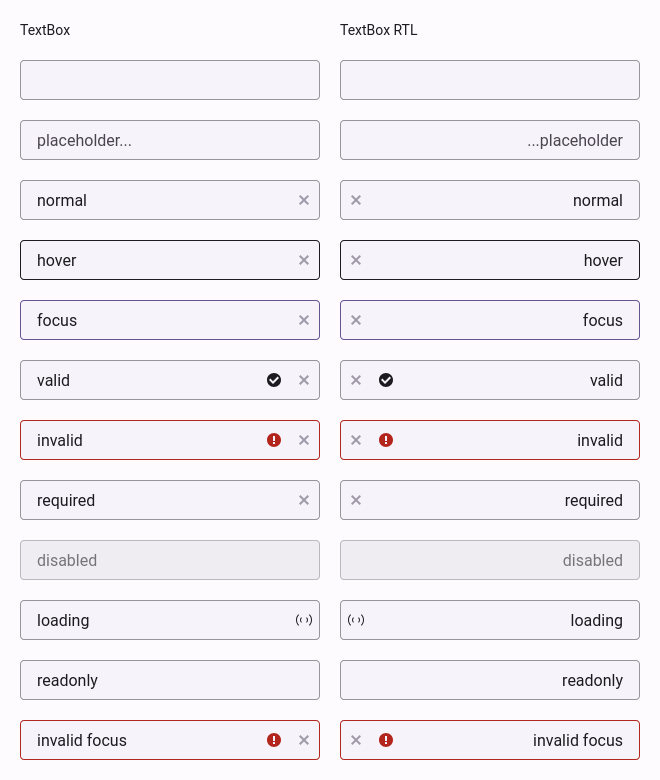 TextBox TextBox RTL
placeholder... ...placeholder
normal normal
hover hover
focus focus
valid valid
invalid invalid
required required
disabled disabled
loading loading
readonly readonly
invalid focus invalid focus